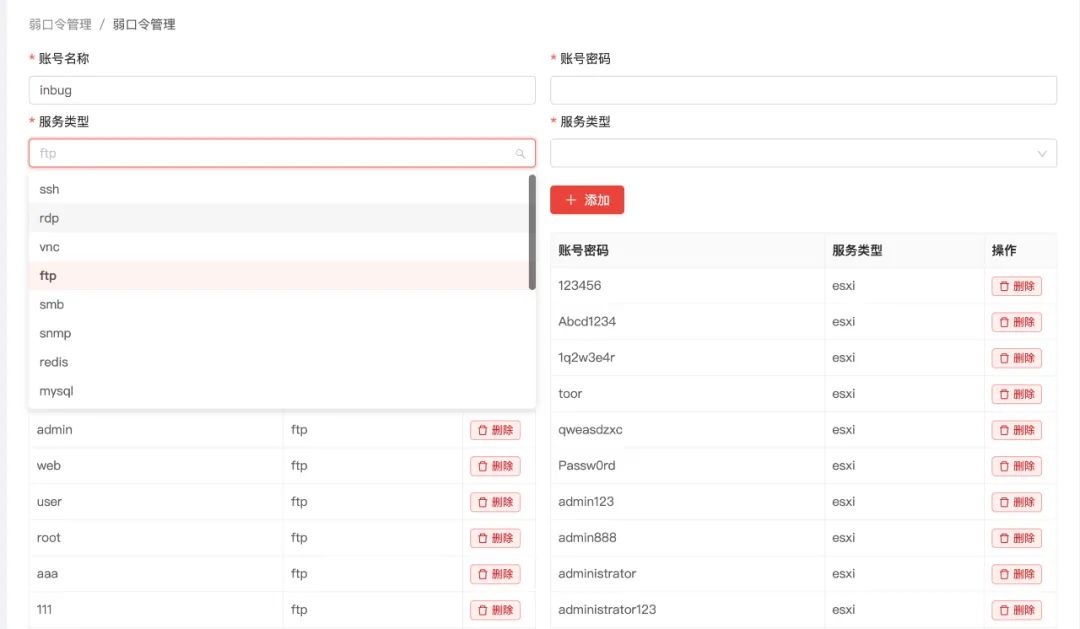 弱口令管理 / 弱口令管理
* 账号名称
inbug
* 服务类型
ftp
ssh
rdp
vnc
ftp
smb
snmp
redis
mysql
admin ftp 删除
web ftp 删除
user ftp 删除
root ftp 删除
aaa ftp 删除
111 ftp 删除
* 账号密码
* 服务类型
+ 添加
账号密码 服务类型 操作
123456 esxi 删除
Abcd1234 esxi 删除
1q2w3e4r esxi 删除
toor esxi 删除
qweasdzxc esxi 删除
Passw0rd esxi 删除
admin123 esxi 删除
admin888 esxi 删除
administrator esxi 删除
administrator123 esxi 删除